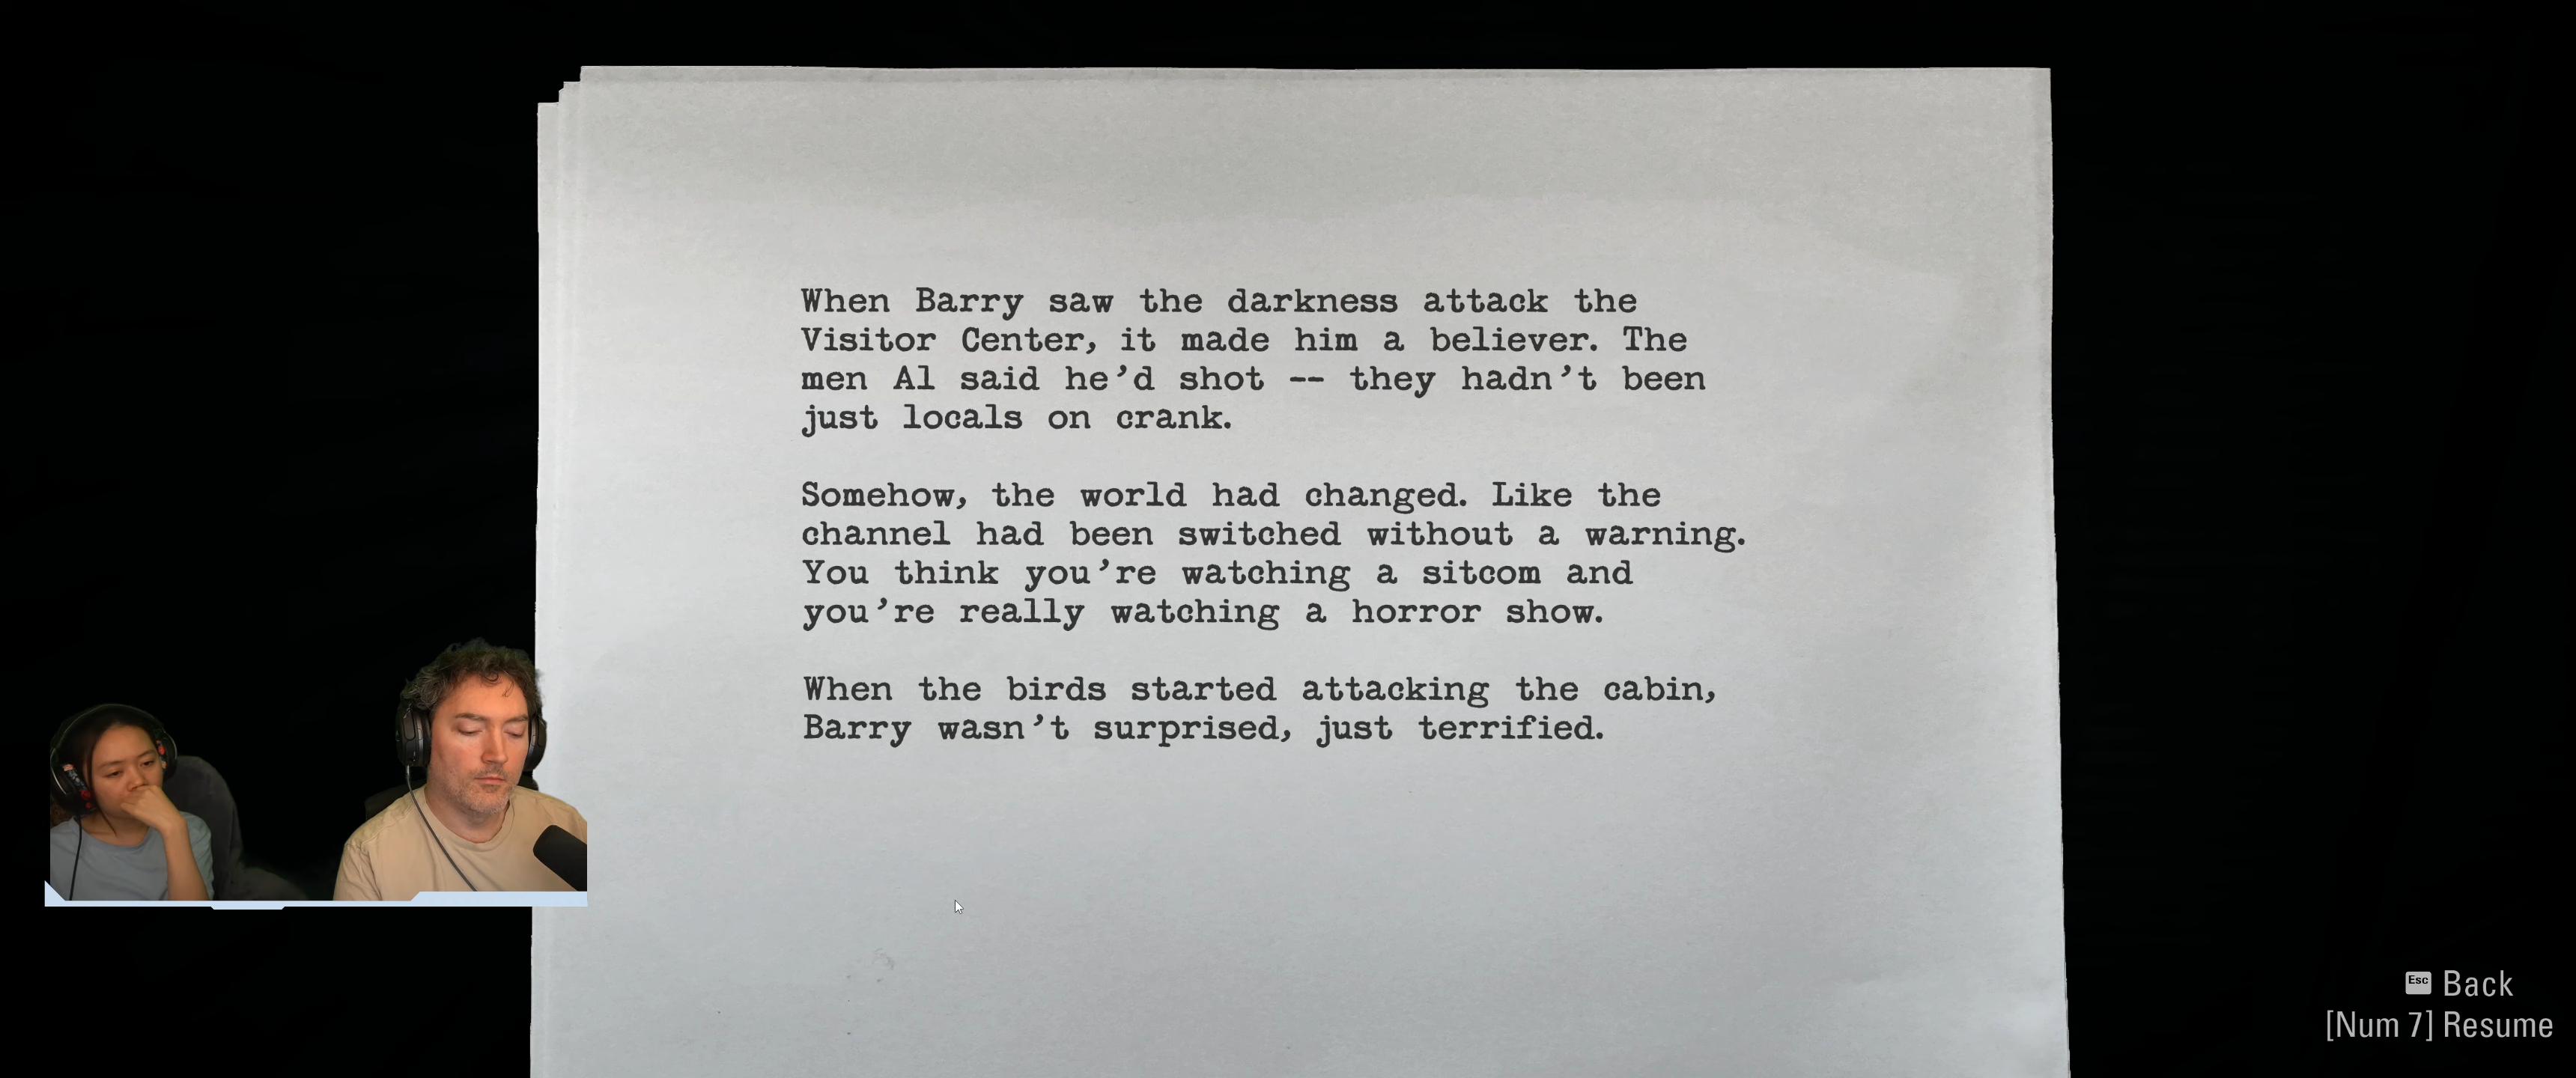 When Barry saw the darkness attack the
Visitor Center, it made him a believer. The
men Al said he’d shot -- they hadn’t been
just locals on crank.
Somehow, the world had changed. Like the
channel had been switched without a warning.
You think you’re watching a sitcom and
you’re really watching a horror show.
When the birds started attacking the cabin,
Barry wasn’t surprised, just terrified.
Esc Back
[Num 7] Resume